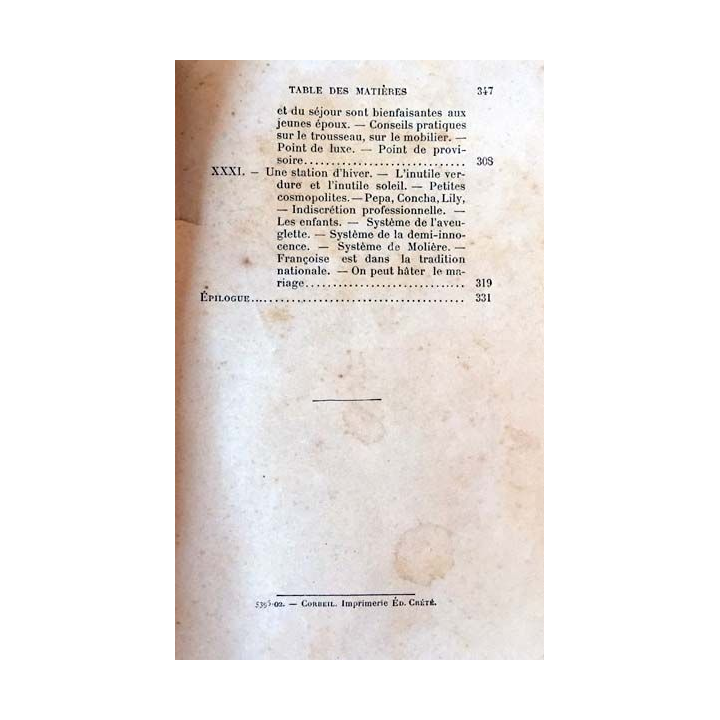 TABLE DES MATIÈRES 347
et du séjour sont bienfaisantes aux
jeunes époux. — Conseils pratiques
sur le trousseau, sur le mobilier. —
Point de luxe. — Point de provi-
soire.............................. 308
XXXI. — Une station d'hiver. — L'inutile ver-
dure et l'inutile soleil. — Petites
cosmopolites. — Pepa, Concha, Lily,
— Indiscrétion professionnelle. —
Les enfants. — Système de l'aveu-
glette. — Système de la demi-inno-
cence. — Système de Molière. —
Françoise est dans la tradition
nationale. — On peut hâter le ma-
riage.............................. 319
ÉPILOGUE....................................... 331
5395-02. — CORBEIL. Imprimerie ÉD. CRÉTÉ.